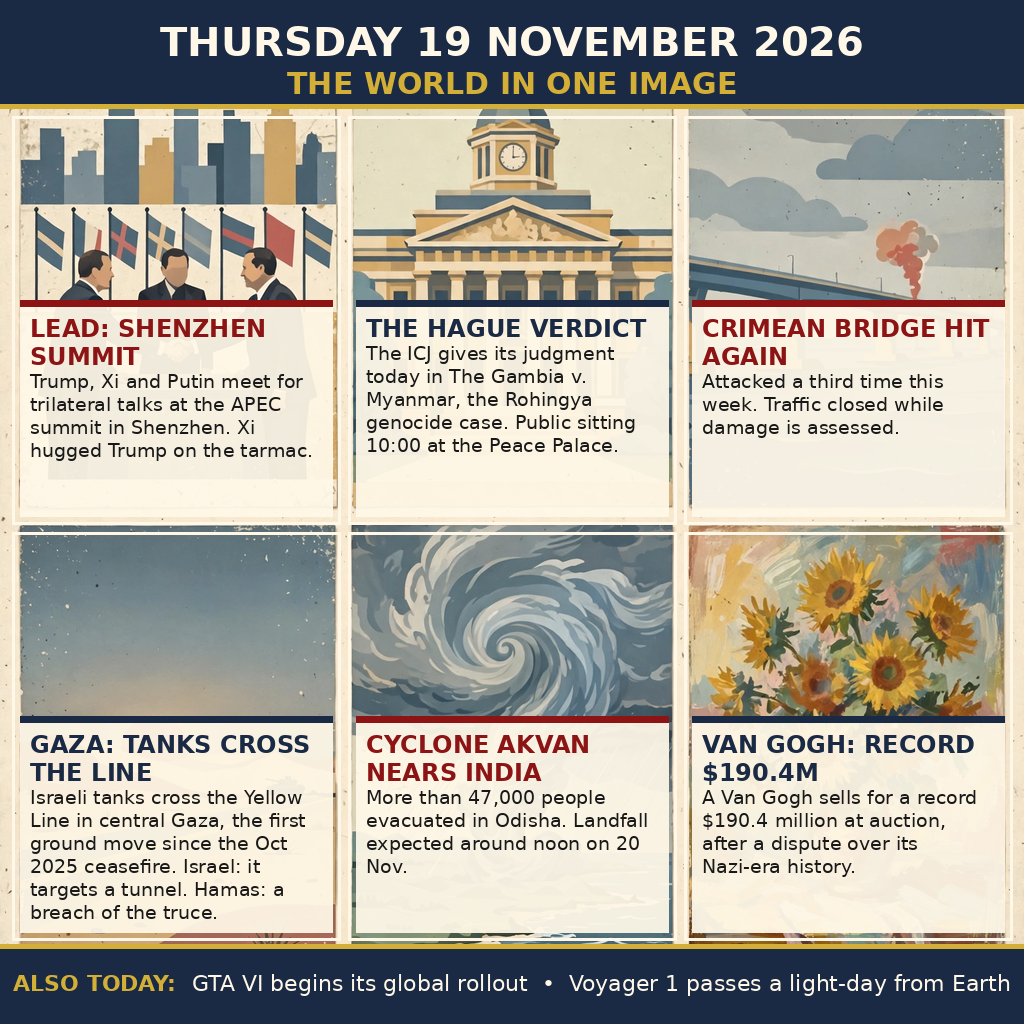 THURSDAY 19 NOVEMBER 2026
THE WORLD IN ONE IMAGE
LEAD: SHENZHEN
SUMMIT
Trump, Xi and Putin meet for
trilateral talks at the APEC
summit in Shenzhen. Xi
hugged Trump on the tarmac.
THE HAGUE VERDICT
The ICJ gives its judgment
today in The Gambia v.
Myanmar, the Rohingya
genocide case. Public sitting
10:00 at the Peace Palace.
CRIMEAN BRIDGE HIT
AGAIN
Attacked a third time this
week. Traffic closed while
damage is assessed.
GAZA: TANKS CROSS
THE LINE
Israeli tanks cross the Yellow
Line in central Gaza, the first
ground move since the Oct
2025 ceasefire. Israel: it
targets a tunnel. Hamas: a
breach of the truce.
CYCLONE AKVAN
NEARS INDIA
More than 47,000 people
evacuated in Odisha. Landfall
expected around noon on 20
Nov.
VAN GOGH: RECORD
$190.4M
A Van Gogh sells for a record
$190.4 million at auction,
after a dispute over its
Nazi-era history.
ALSO TODAY: GTA VI begins its global rollout • Voyager 1 passes a light-day from Earth